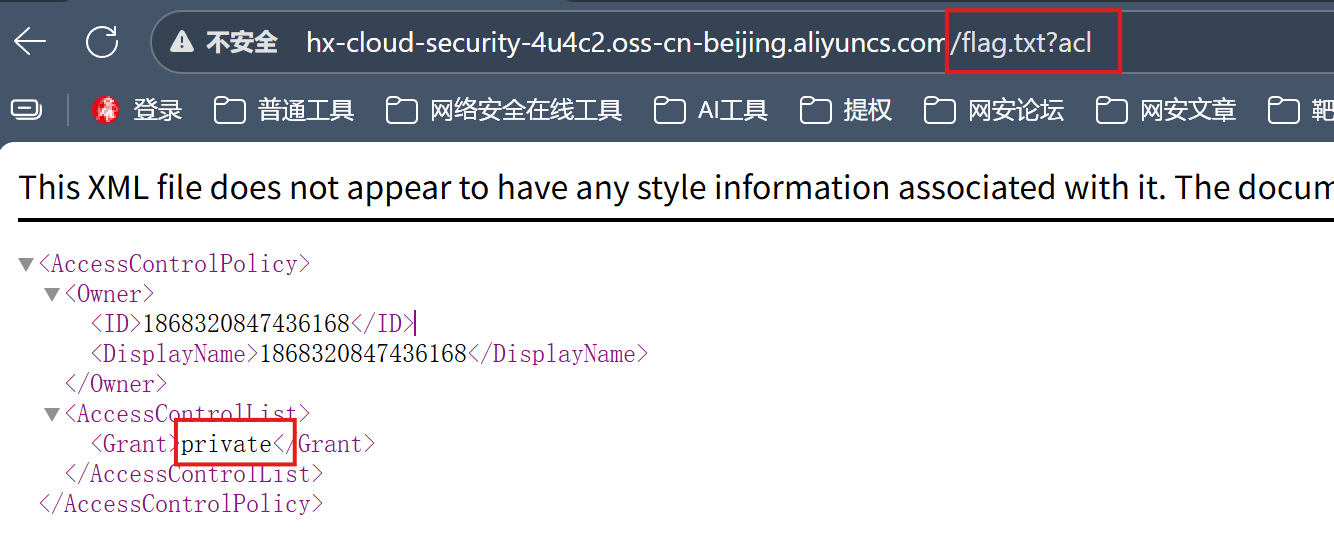 不安全 hx-cloud-security-4u4c2.oss-cn-beijing.aliyuncs.com/flag.txt?acl
登录 普通工具 网络安全在线工具 AI工具 提权 网安论坛 网安文章 靶
This XML file does not appear to have any style information associated with it. The docum
<AccessControlPolicy>
<Owner>
<ID>1868320847436168</ID>
<DisplayName>1868320847436168</DisplayName>
</Owner>
<AccessControlList>
<Grant>private</Grant>
</AccessControlList>
</AccessControlPolicy>